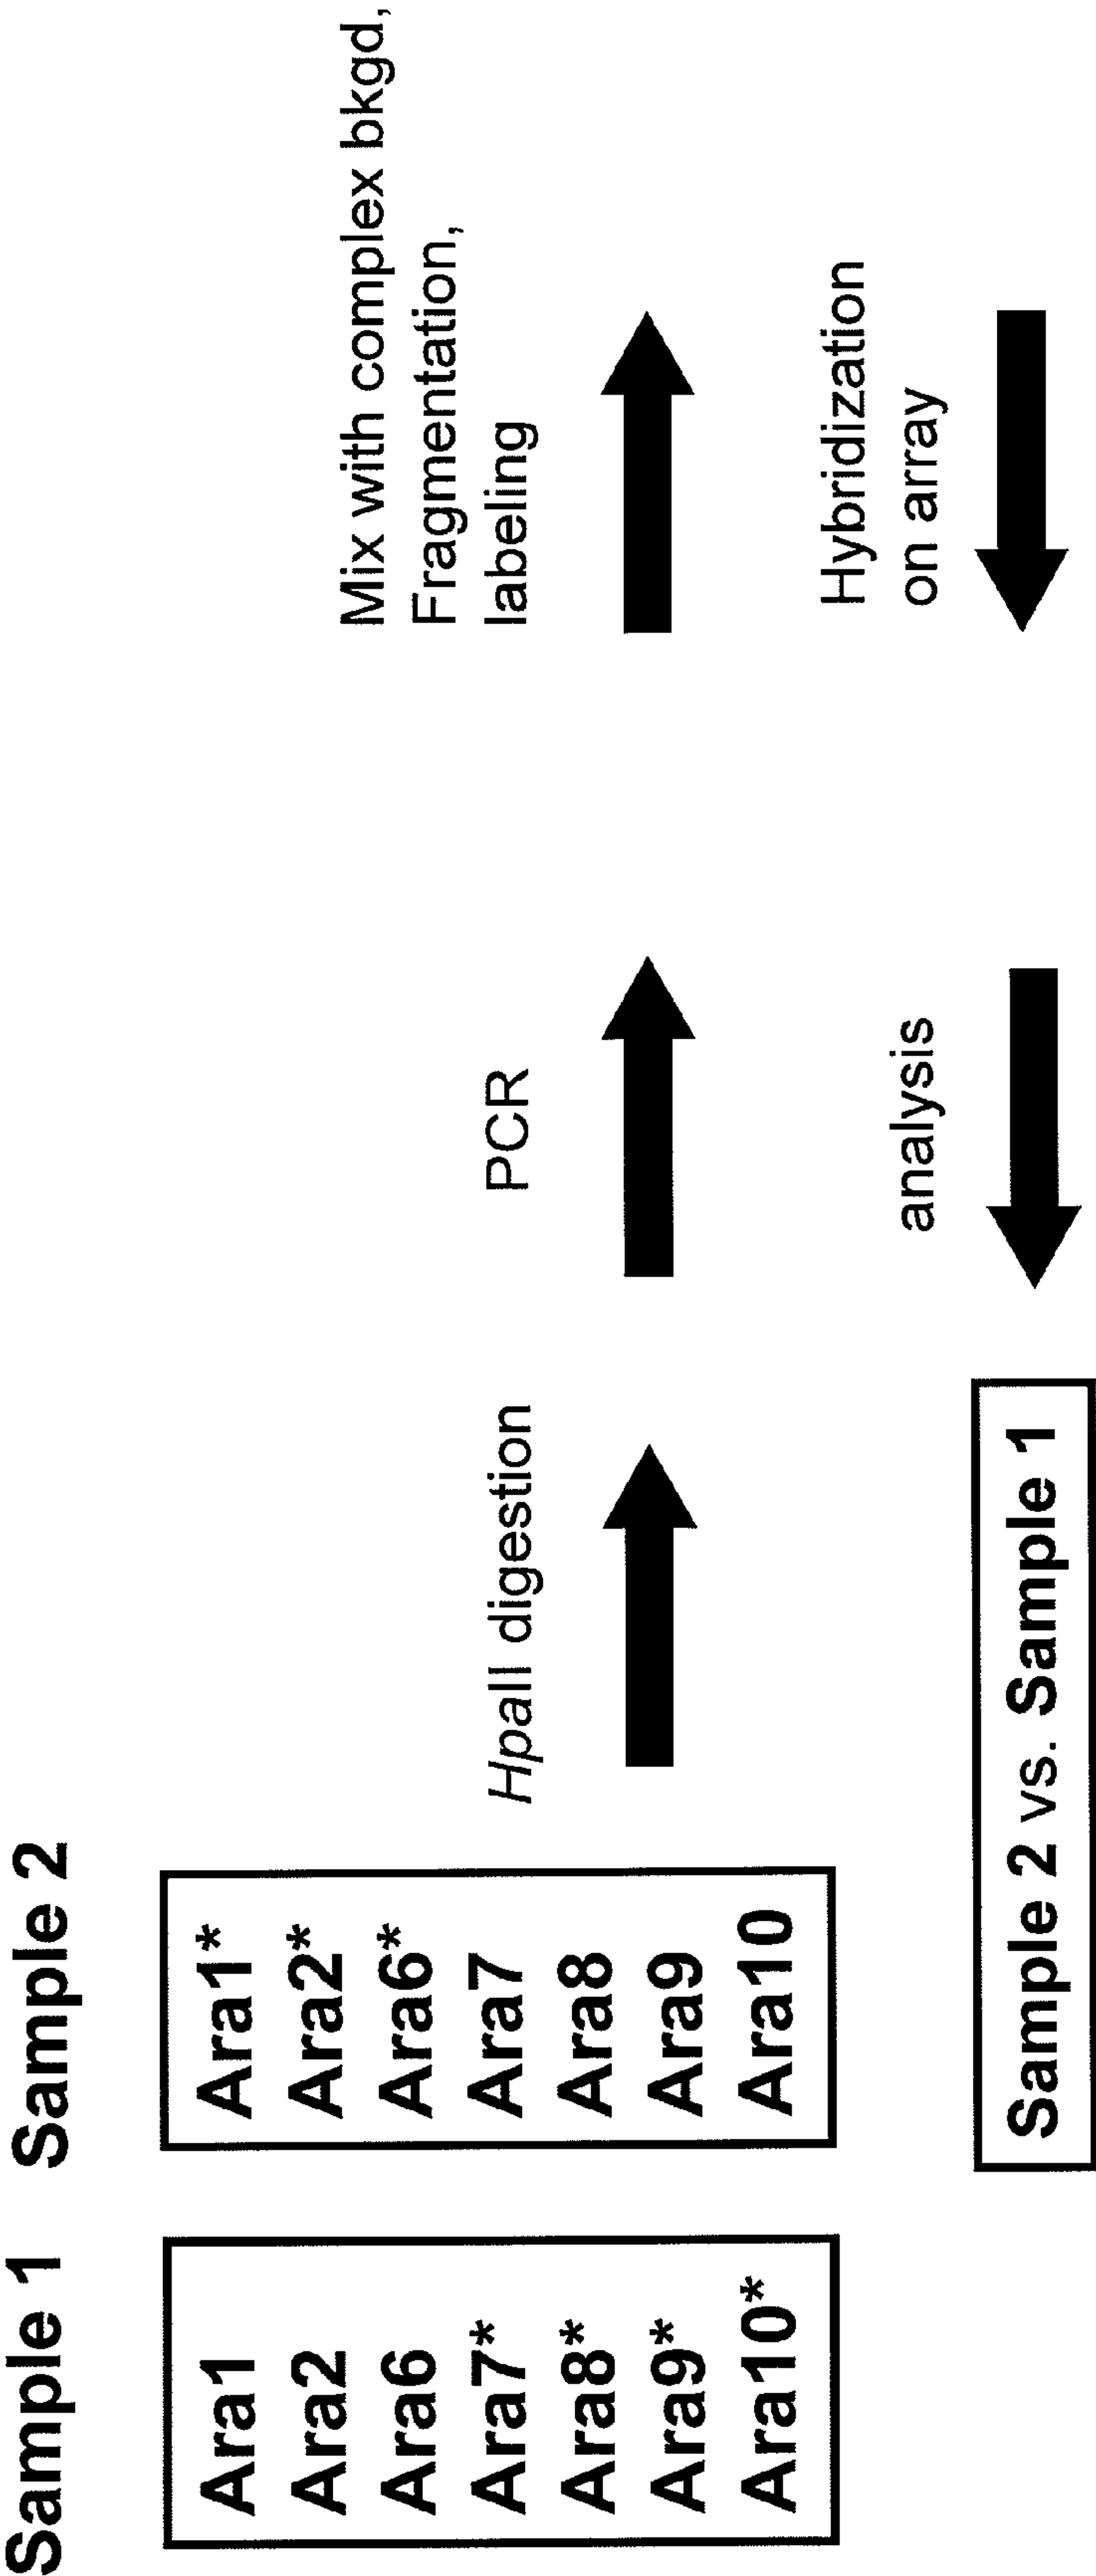 Sample 1
Sample 2
Ara1
Ara2
Ara6
Ara7*
Ara8*
Ara9*
Ara10*
Ara1*
Ara2*
Ara6*
Ara7
Ara8
Ara9
Ara10
HpaII digestion
PCR
Mix with complex bkgd,
Fragmentation,
labeling
Hybridization
on array
analysis
Sample 2 vs. Sample 1